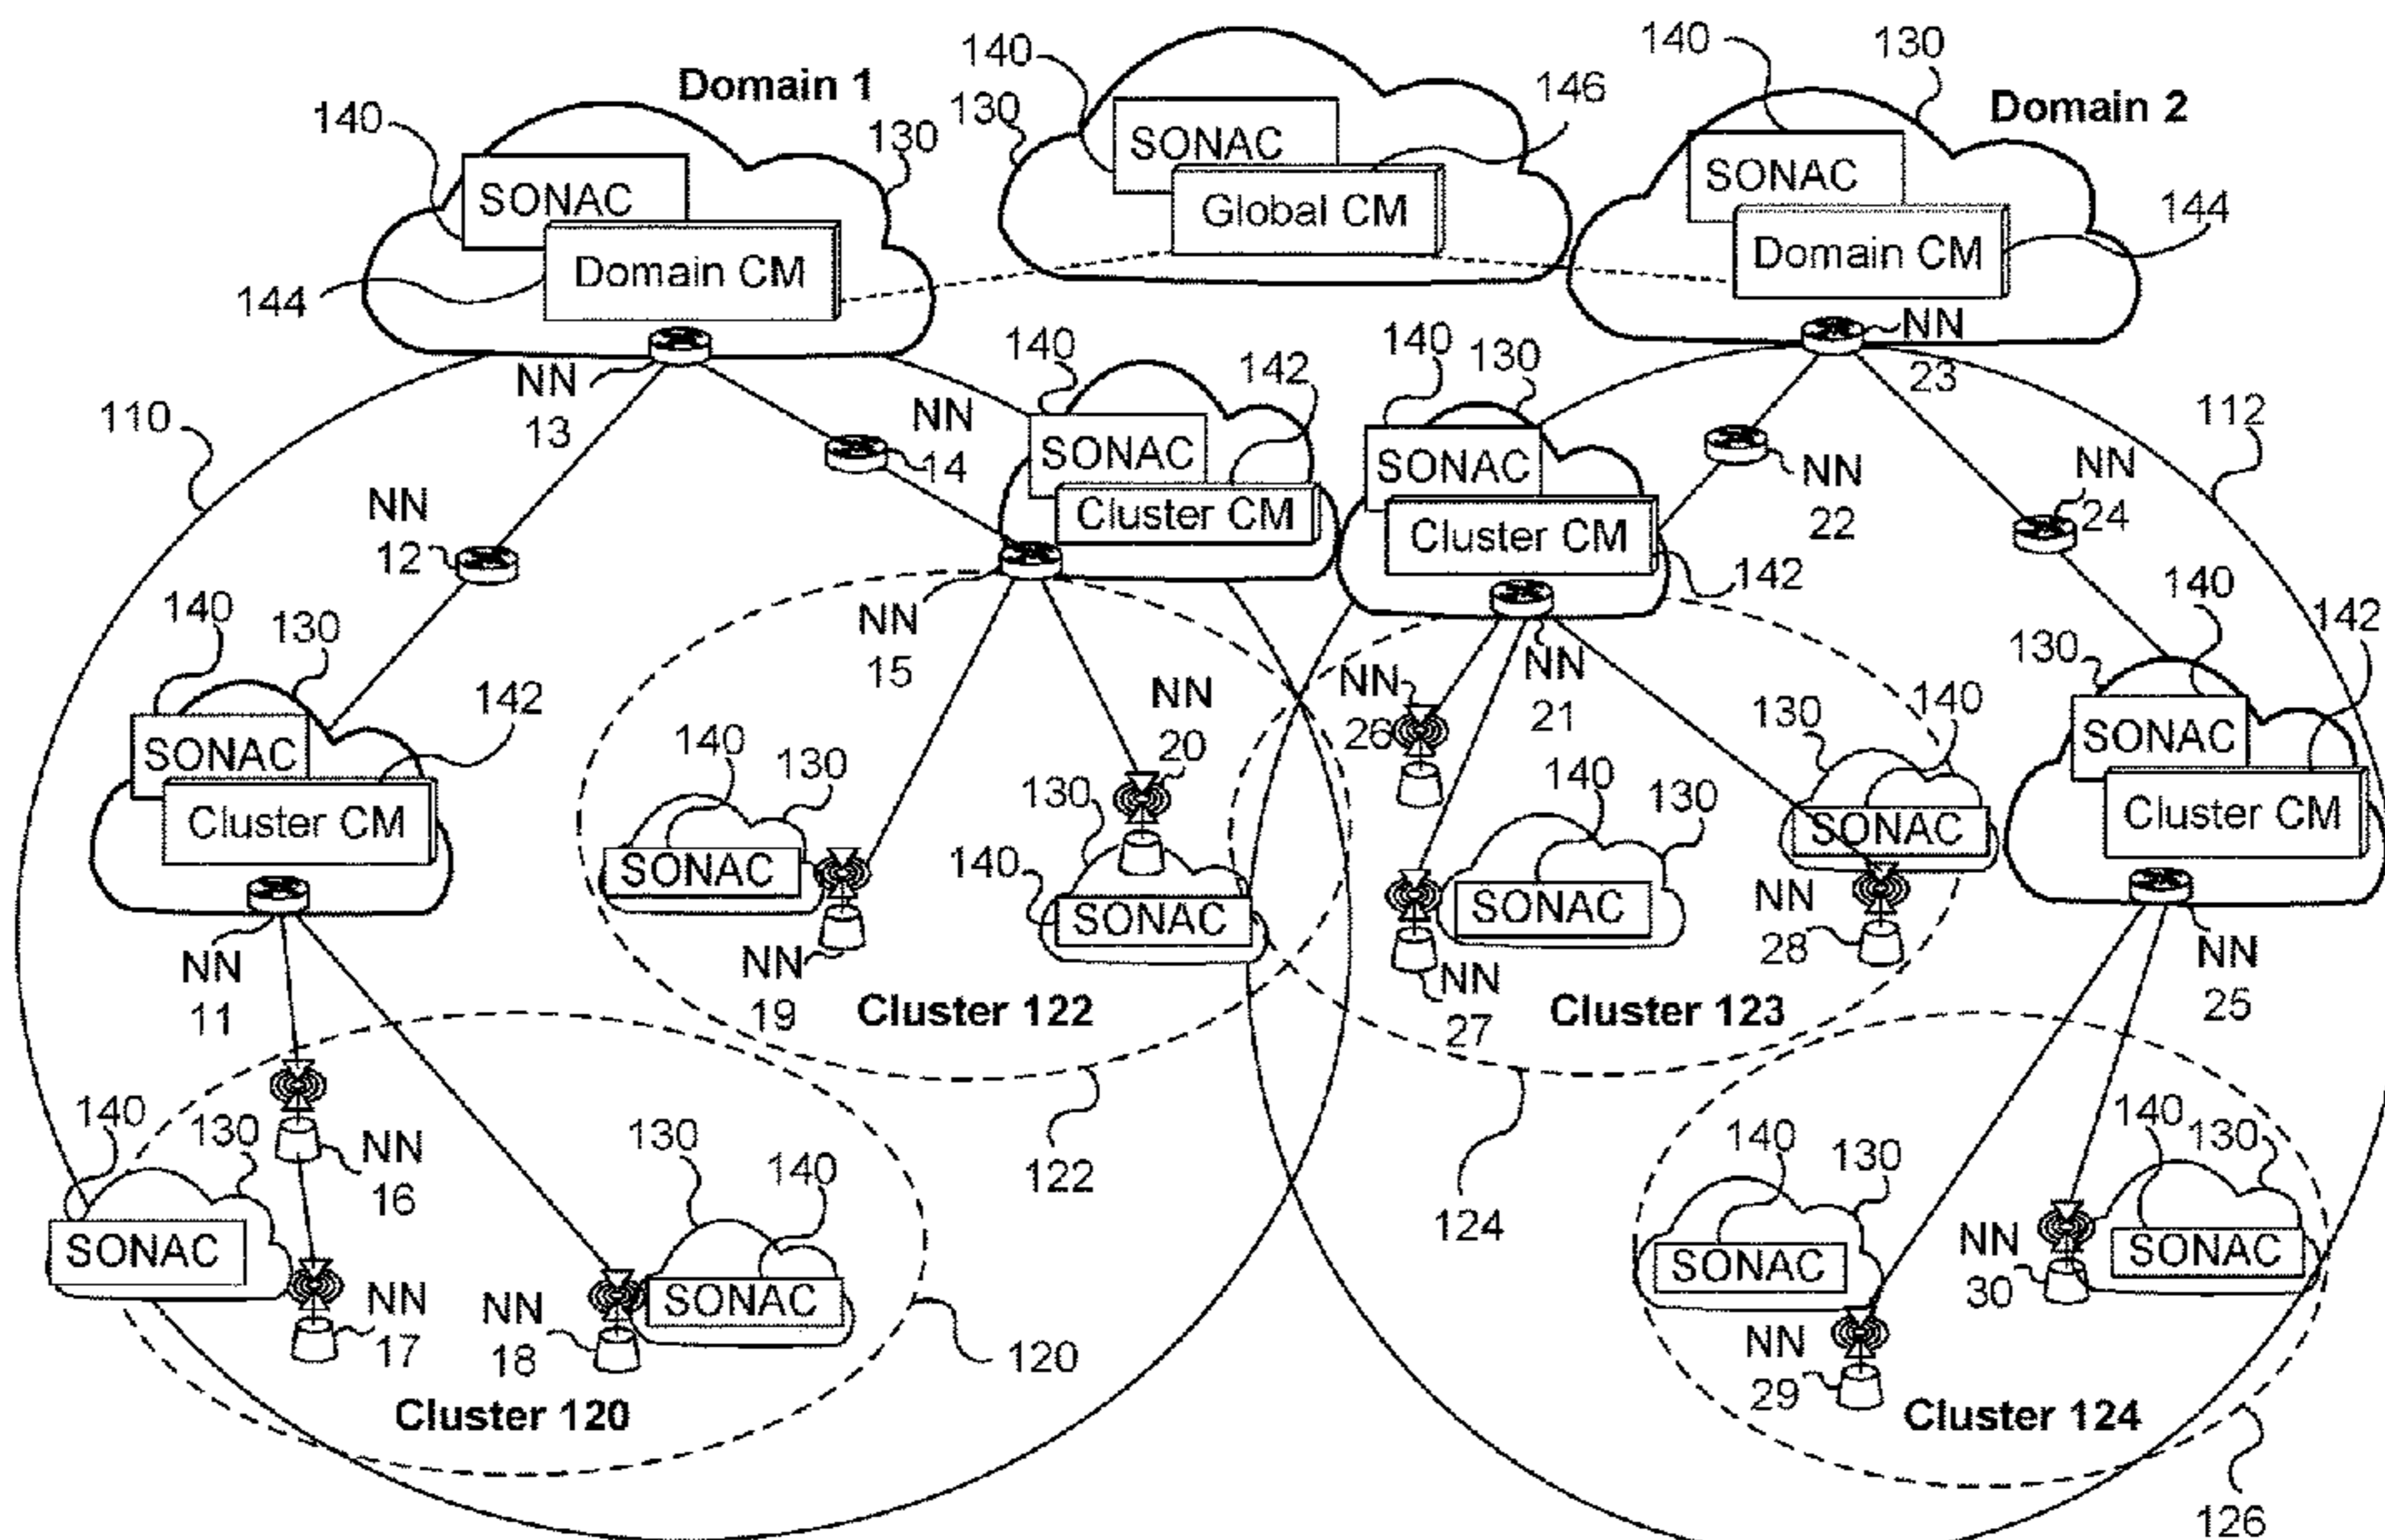 Domain 1
140
130
SONAC
Domain CM
144
140
130
146
SONAC
Global CM
140
130
Domain 2
SONAC
Domain CM
144
NN
13
NN
14
NN
12
110
140
142
SONAC
Cluster CM
NN
15
140
130
SONAC
Cluster CM
142
NN
21
NN
23
NN
22
NN
24
112
140
130
142
SONAC
Cluster CM
NN
11
140
130
SONAC
NN
19
NN
20
130
140
SONAC
Cluster 122
122
NN
26
140
130
SONAC
NN
27
130
140
SONAC
NN
28
Cluster 123
124
140
130
142
SONAC
Cluster CM
NN
25
140
130
SONAC
NN
16
NN
17
130
140
SONAC
NN
18
120
Cluster 120
140
130
SONAC
NN
29
140
130
SONAC
NN
30
Cluster 124
126